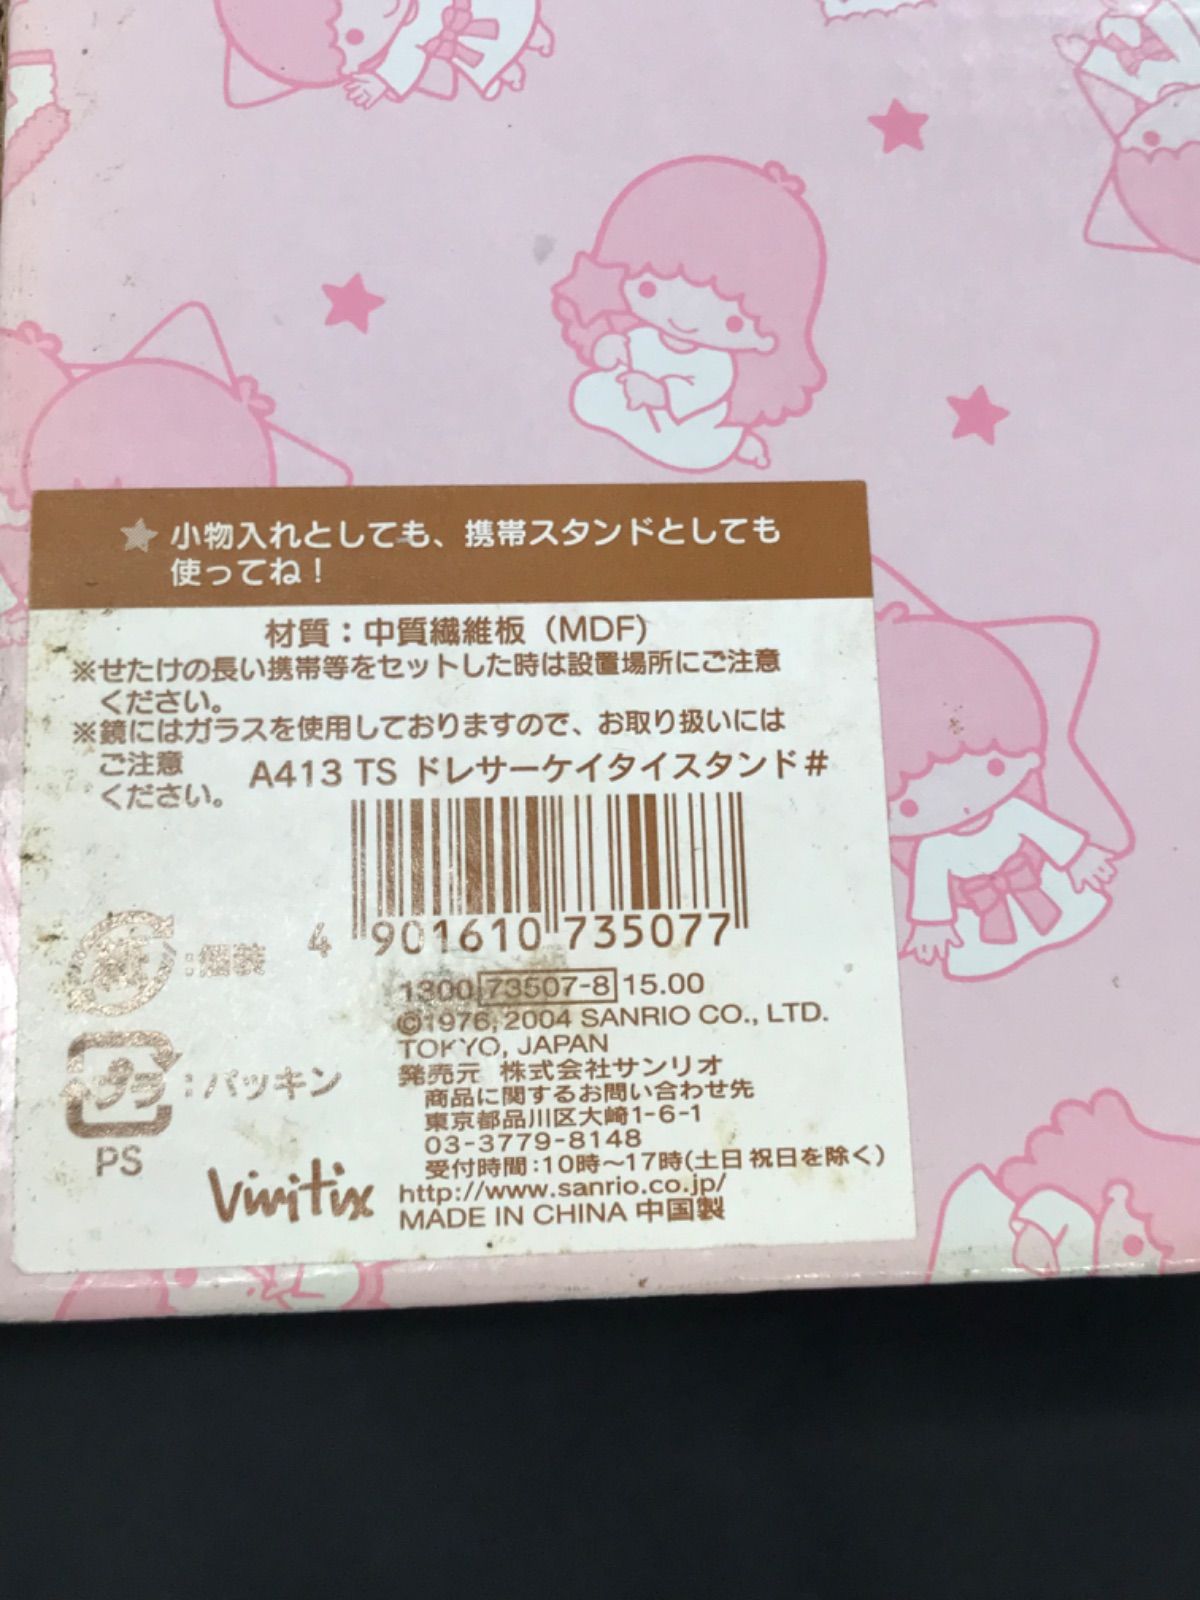 小物入れとしても、携帯スタンドとしても
使ってね！
材質：中質繊維板（MDF）
※せたけの長い携帯等をセットした時は設置場所にご注意
ください。
※鏡にはガラスを使用しておりますので、お取り扱いには
ご注意
ください。
A413 TS ドレサーケイタイスタンド#
4 901610 735077
紙 :個装
プラ :パッキン
PS
1300 73507-8 15.00
©1976, 2004 SANRIO CO., LTD.
TOKYO, JAPAN
発売元 株式会社サンリオ
商品に関するお問い合わせ先
東京都品川区大崎1-6-1
03-3779-8148
受付時間:10時～17時(土日祝日を除く)
http://www.sanrio.co.jp/
MADE IN CHINA 中国製
Vivitix